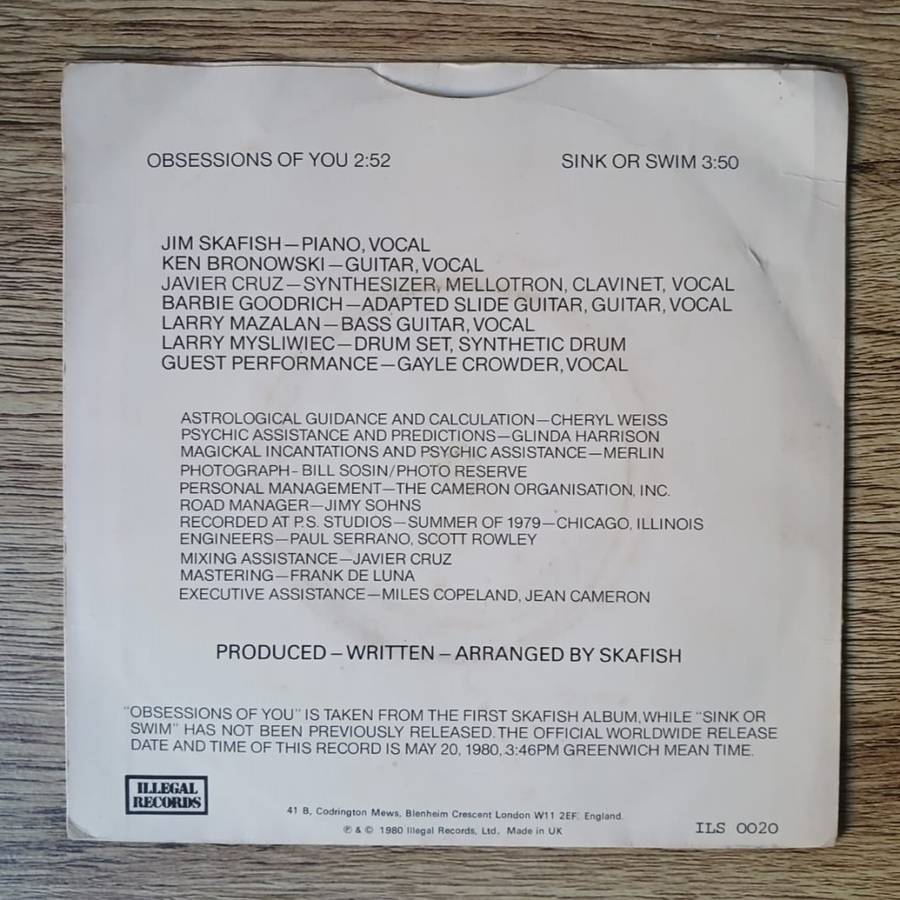 OBSESSIONS OF YOU 2:52 SINK OR SWIM 3:50
JIM SKAFISH—PIANO, VOCAL
KEN BRONOWSKI—GUITAR, VOCAL
JAVIER CRUZ—SYNTHESIZER, MELLOTRON, CLAVINET, VOCAL
BARBIE GOODRICH—ADAPTED SLIDE GUITAR, GUITAR, VOCAL
LARRY MAZALAN—BASS GUITAR, VOCAL
LARRY MYSLIWIEC—DRUM SET, SYNTHETIC DRUM
GUEST PERFORMANCE—GAYLE CROWDER, VOCAL
ASTROLOGICAL GUIDANCE AND CALCULATION—CHERYL WEISS
PSYCHIC ASSISTANCE AND PREDICTIONS—GLINDA HARRISON
MAGICKAL INCANTATIONS AND PSYCHIC ASSISTANCE—MERLIN
PHOTOGRAPH- BILL SOSIN/PHOTO RESERVE
PERSONAL MANAGEMENT—THE CAMERON ORGANISATION, INC.
ROAD MANAGER—JIMY SOHNS
RECORDED AT P.S. STUDIOS—SUMMER OF 1979—CHICAGO, ILLINOIS
ENGINEERS—PAUL SERRANO, SCOTT ROWLEY
MIXING ASSISTANCE—JAVIER CRUZ
MASTERING—FRANK DE LUNA
EXECUTIVE ASSISTANCE—MILES COPELAND, JEAN CAMERON
PRODUCED — WRITTEN — ARRANGED BY SKAFISH
"OBSESSIONS OF YOU" IS TAKEN FROM THE FIRST SKAFISH ALBUM, WHILE "SINK OR
SWIM" HAS NOT BEEN PREVIOUSLY RELEASED. THE OFFICIAL WORLDWIDE RELEASE
DATE AND TIME OF THIS RECORD IS MAY 20, 1980, 3:46PM GREENWICH MEAN TIME.
ILLEGAL
RECORDS
41 B, Codrington Mews, Blenheim Crescent London W11 2EF. England.
℗ & © 1980 Illegal Records, Ltd. Made in UK
ILS 0020